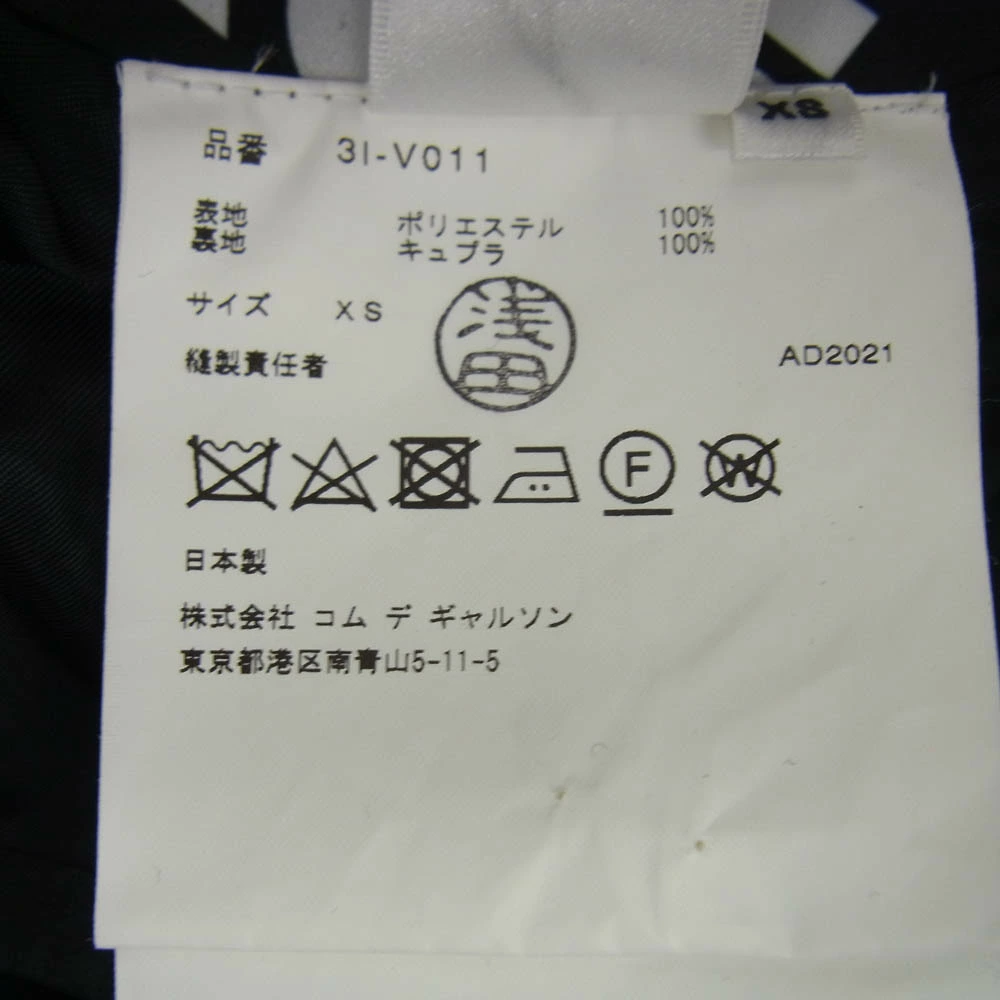 XS
品番 3I-V011
表地 ポリエステル 100%
裏地 キュプラ 100%
サイズ XS
浅田
縫製責任者
AD2021
F W
日本製
株式会社 コム デ ギャルソン
東京都港区南青山5-11-5